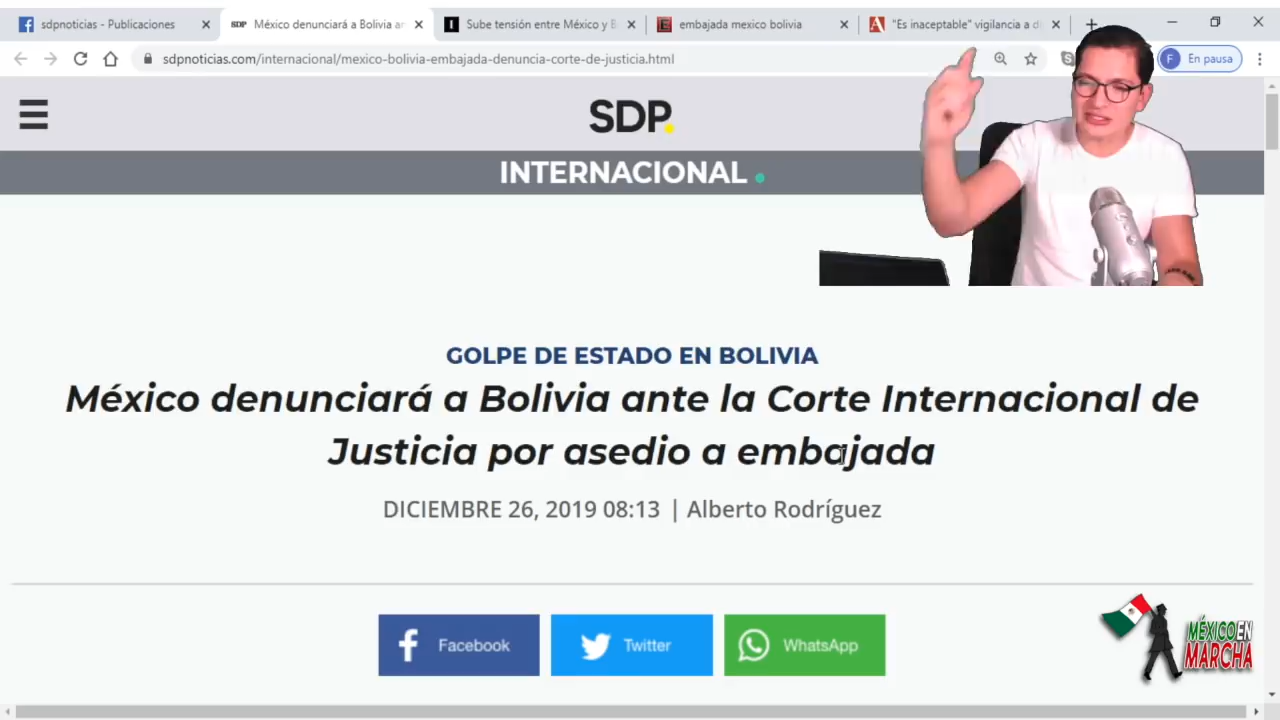 sdpnoticias - Publicaciones
SDP México denunciará a Bolivia an
Sube tensión entre México y B
embajada mexico bolivia
"Es inaceptable" vigilancia a d
sdpnoticias.com/internacional/mexico-bolivia-embajada-denuncia-corte-de-justicia.html
F En pausa
SDP.
INTERNACIONAL
GOLPE DE ESTADO EN BOLIVIA
México denunciará a Bolivia ante la Corte Internacional de
Justicia por asedio a embajada
DICIEMBRE 26, 2019 08:13 | Alberto Rodríguez
Facebook
Twitter
WhatsApp
MÉXICO EN
MARCHA